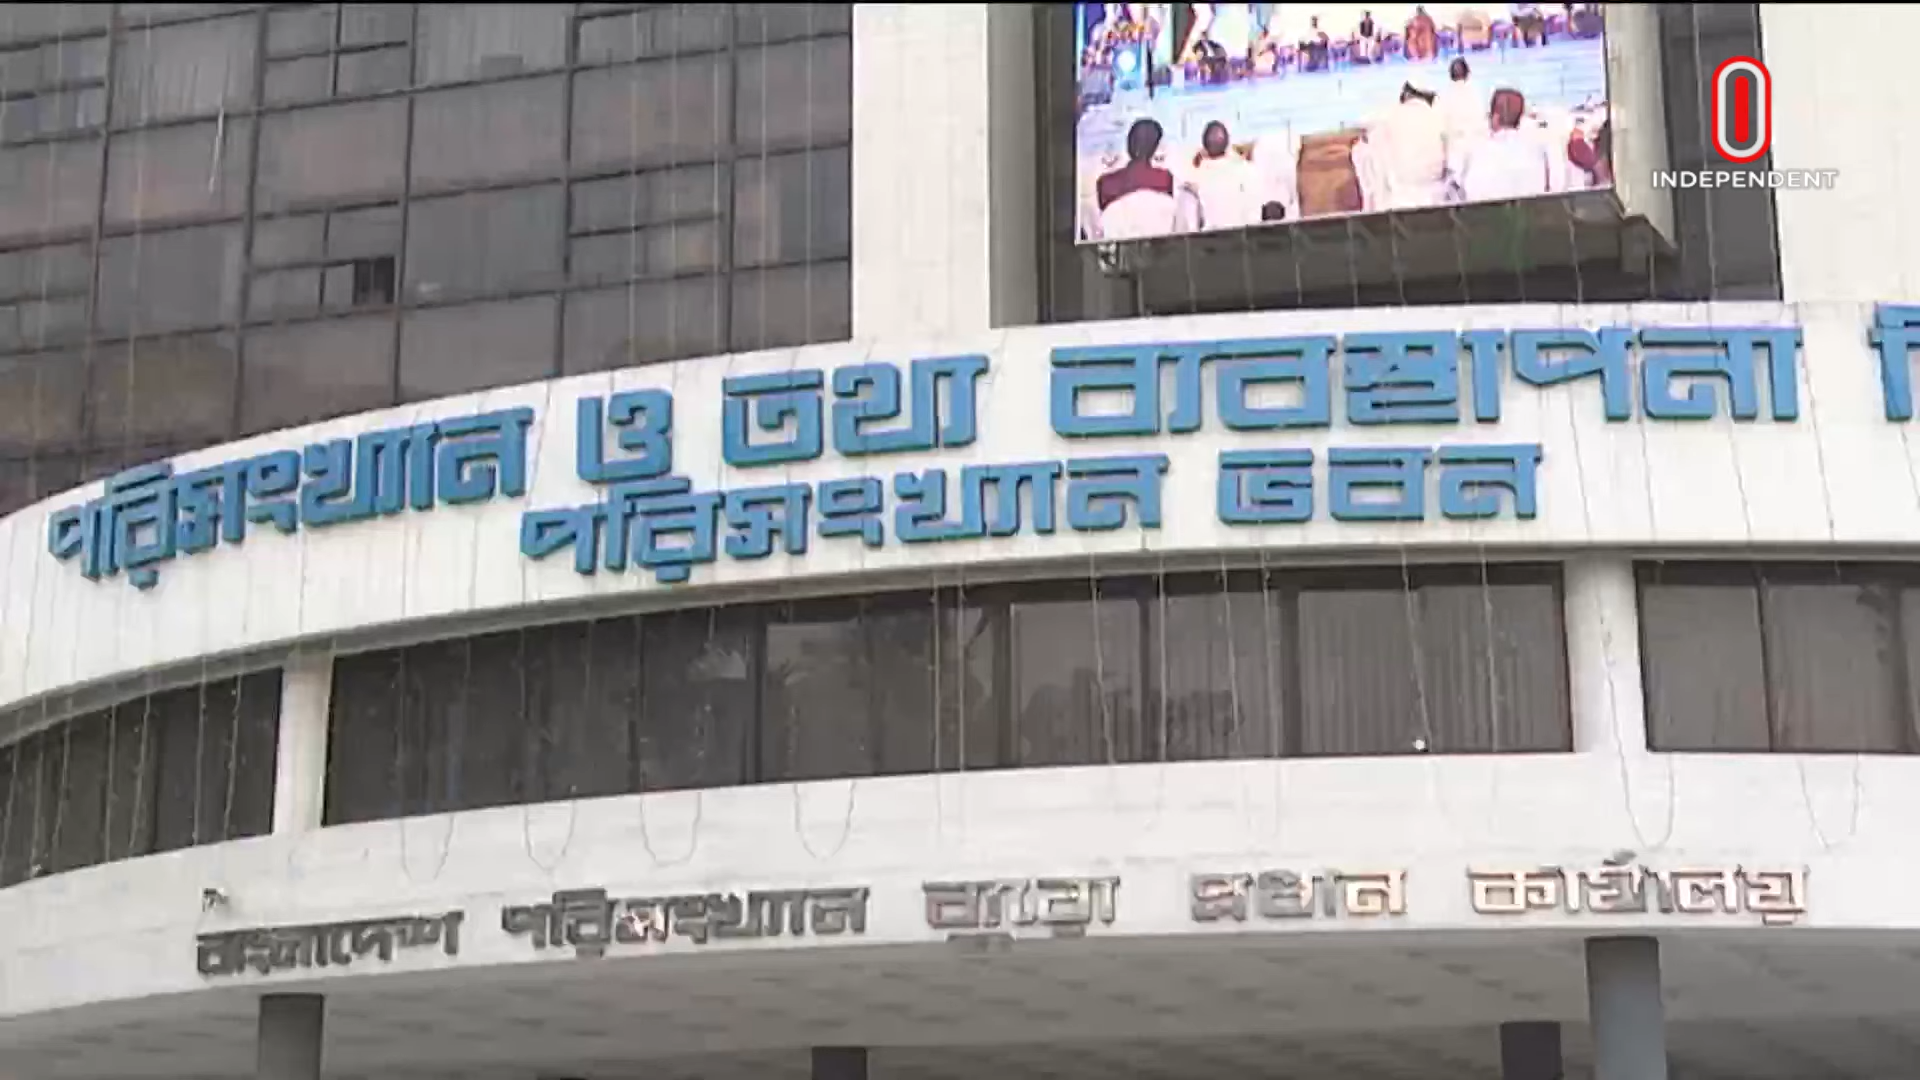 INDEPENDENT
পরিসংখ্যান ও তথ্য ব্যবস্থাপনা
পরিসংখ্যান ভবন
বাংলাদেশ পরিসংখ্যান ব্যুরো প্রধান কার্যালয়